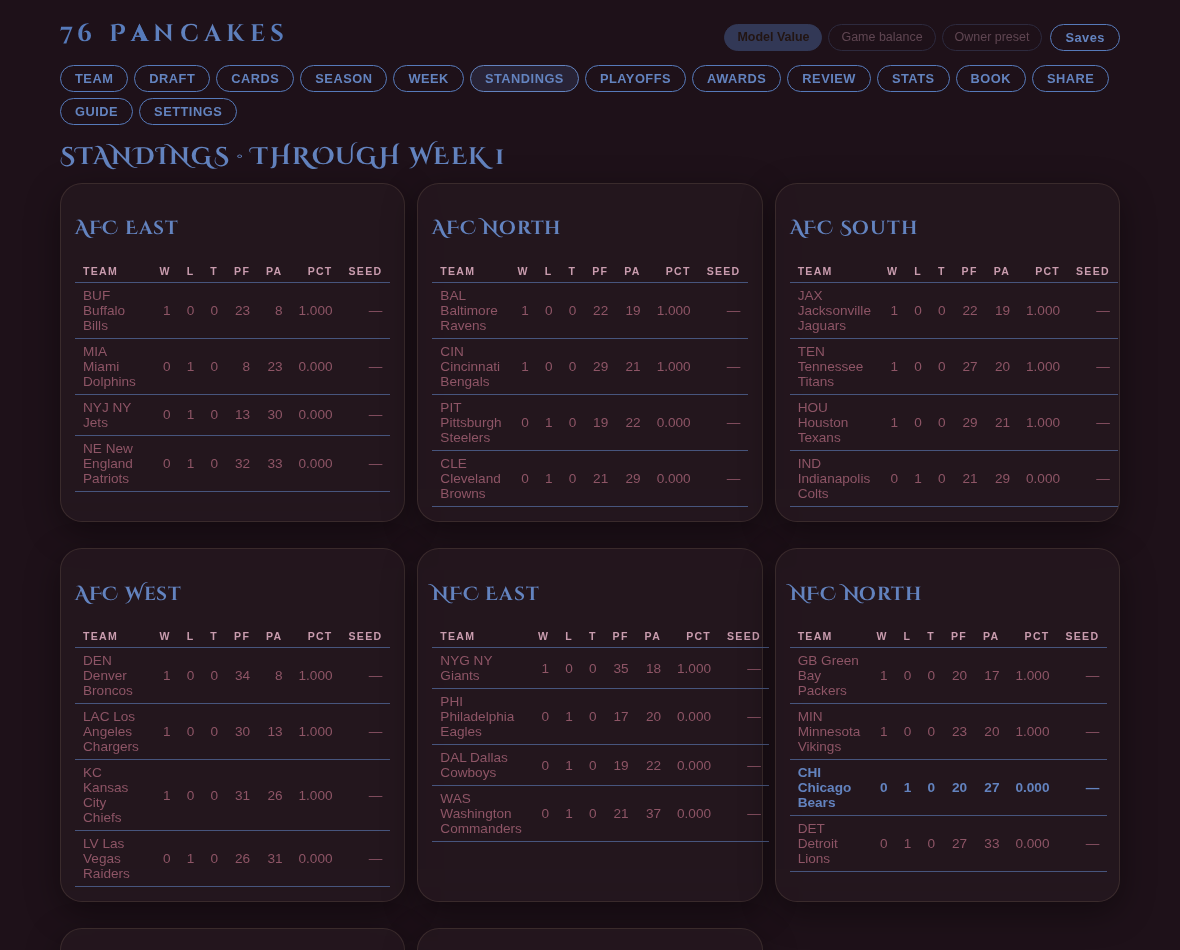 76 PANCAKES
Model Value Game balance Owner preset Saves
TEAM DRAFT CARDS SEASON WEEK STANDINGS PLAYOFFS AWARDS REVIEW STATS BOOK SHARE
GUIDE SETTINGS
STANDINGS · THROUGH WEEK 1
AFC EAST
TEAM W L T PF PA PCT SEED
BUF
Buffalo
Bills
1 0 0 23 8 1.000 —
MIA
Miami
Dolphins
0 1 0 8 23 0.000 —
NYJ NY
Jets
0 1 0 13 30 0.000 —
NE New
England
Patriots
0 1 0 32 33 0.000 —
AFC NORTH
TEAM W L T PF PA PCT SEED
BAL
Baltimore
Ravens
1 0 0 22 19 1.000 —
CIN
Cincinnati
Bengals
1 0 0 29 21 1.000 —
PIT
Pittsburgh
Steelers
0 1 0 19 22 0.000 —
CLE
Cleveland
Browns
0 1 0 21 29 0.000 —
AFC SOUTH
TEAM W L T PF PA PCT SEED
JAX
Jacksonville
Jaguars
1 0 0 22 19 1.000 —
TEN
Tennessee
Titans
1 0 0 27 20 1.000 —
HOU
Houston
Texans
1 0 0 29 21 1.000 —
IND
Indianapolis
Colts
0 1 0 21 29 0.000 —
AFC WEST
TEAM W L T PF PA PCT SEED
DEN
Denver
Broncos
1 0 0 34 8 1.000 —
LAC Los
Angeles
Chargers
1 0 0 30 13 1.000 —
KC
Kansas
City
Chiefs
1 0 0 31 26 1.000 —
LV Las
Vegas
Raiders
0 1 0 26 31 0.000 —
NFC EAST
TEAM W L T PF PA PCT SEED
NYG NY
Giants
1 0 0 35 18 1.000 —
PHI
Philadelphia
Eagles
0 1 0 17 20 0.000 —
DAL Dallas
Cowboys
0 1 0 19 22 0.000 —
WAS
Washington
Commanders
0 1 0 21 37 0.000 —
NFC NORTH
TEAM W L T PF PA PCT SEED
GB Green
Bay
Packers
1 0 0 20 17 1.000 —
MIN
Minnesota
Vikings
1 0 0 23 20 1.000 —
CHI
Chicago
Bears
0 1 0 20 27 0.000 —
DET
Detroit
Lions
0 1 0 27 33 0.000 —